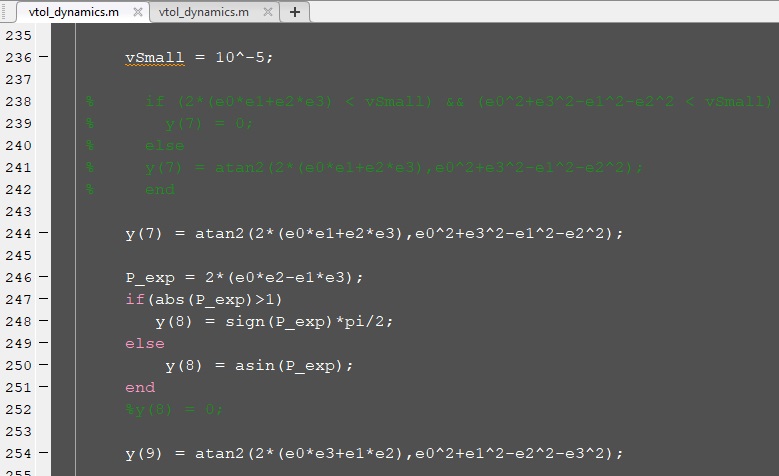 vtol_dynamics.m × vtol_dynamics.m × +
235
236 – vSmall = 10^-5;
237
238 % if (2*(e0*e1+e2*e3) < vSmall) && (e0^2+e3^2-e1^2-e2^2 < vSmall)
239 % y(7) = 0;
240 % else
241 % y(7) = atan2(2*(e0*e1+e2*e3),e0^2+e3^2-e1^2-e2^2);
242 % end
243
244 – y(7) = atan2(2*(e0*e1+e2*e3),e0^2+e3^2-e1^2-e2^2);
245
246 – P_exp = 2*(e0*e2-e1*e3);
247 – if(abs(P_exp)>1)
248 – y(8) = sign(P_exp)*pi/2;
249 – else
250 – y(8) = asin(P_exp);
251 – end
252 %y(8) = 0;
253
254 – y(9) = atan2(2*(e0*e3+e1*e2),e0^2+e1^2-e2^2-e3^2);
255